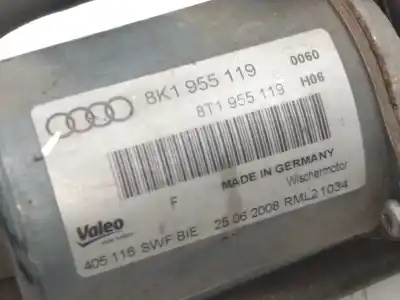 8K1 955 119 0060
8T1 955 119 H06
F MADE IN GERMANY
Wischermotor
Valeo
405.116 SWF BIE 25.06.2008 RML21034